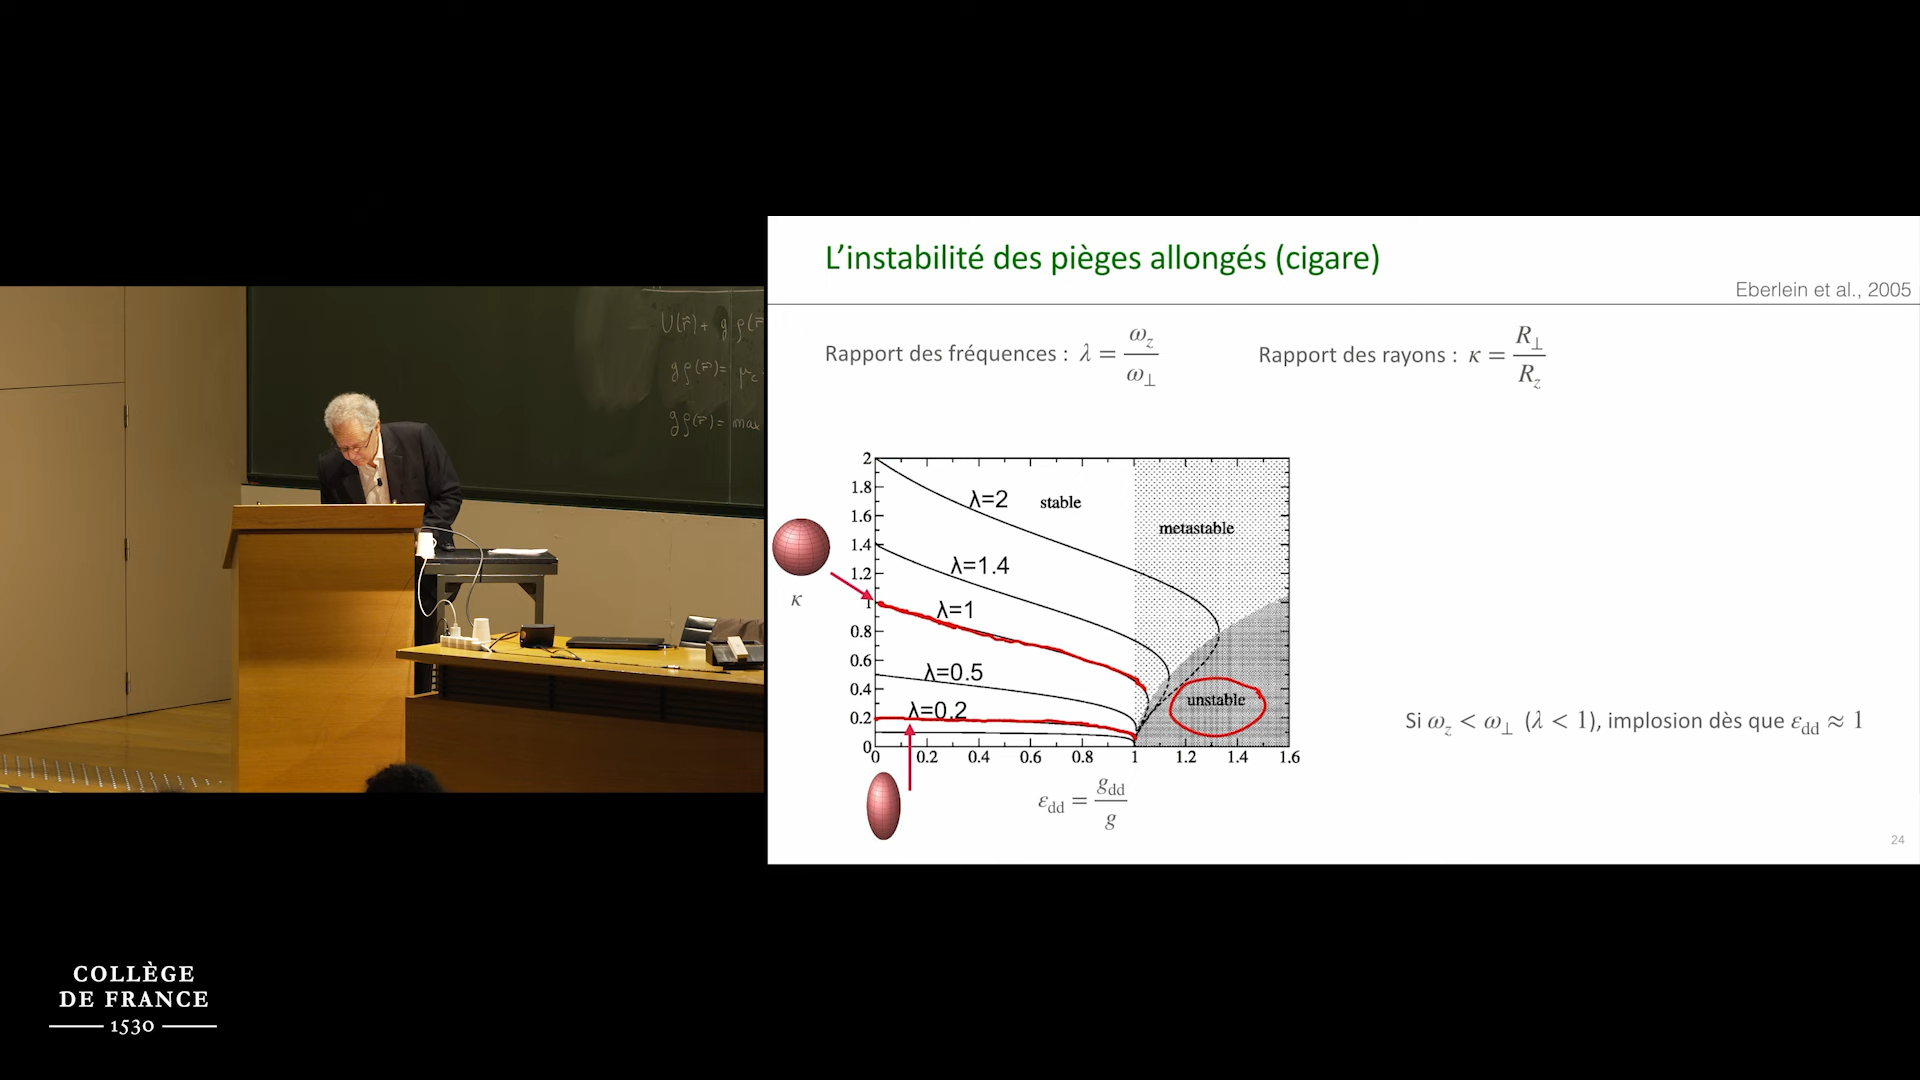 U(r⃗) + g ρ(r⃗
gρ(r⃗) = μc
gρ(r⃗) = max
L’instabilité des pièges allongés (cigare)
Eberlein et al., 2005
Rapport des fréquences : λ = ω_z / ω_⊥
Rapport des rayons : κ = R_⊥ / R_z
2
1.8
1.6
1.4
1.2
1
0.8
0.6
0.4
0.2
0
κ
λ=2
stable
metastable
λ=1.4
λ=1
λ=0.5
λ=0.2
unstable
0 0.2 0.4 0.6 0.8 1 1.2 1.4 1.6
ε_dd = g_dd / g
Si ω_z < ω_⊥ (λ < 1), implosion dès que ε_dd ≈ 1
24
COLLÈGE
DE FRANCE
1530